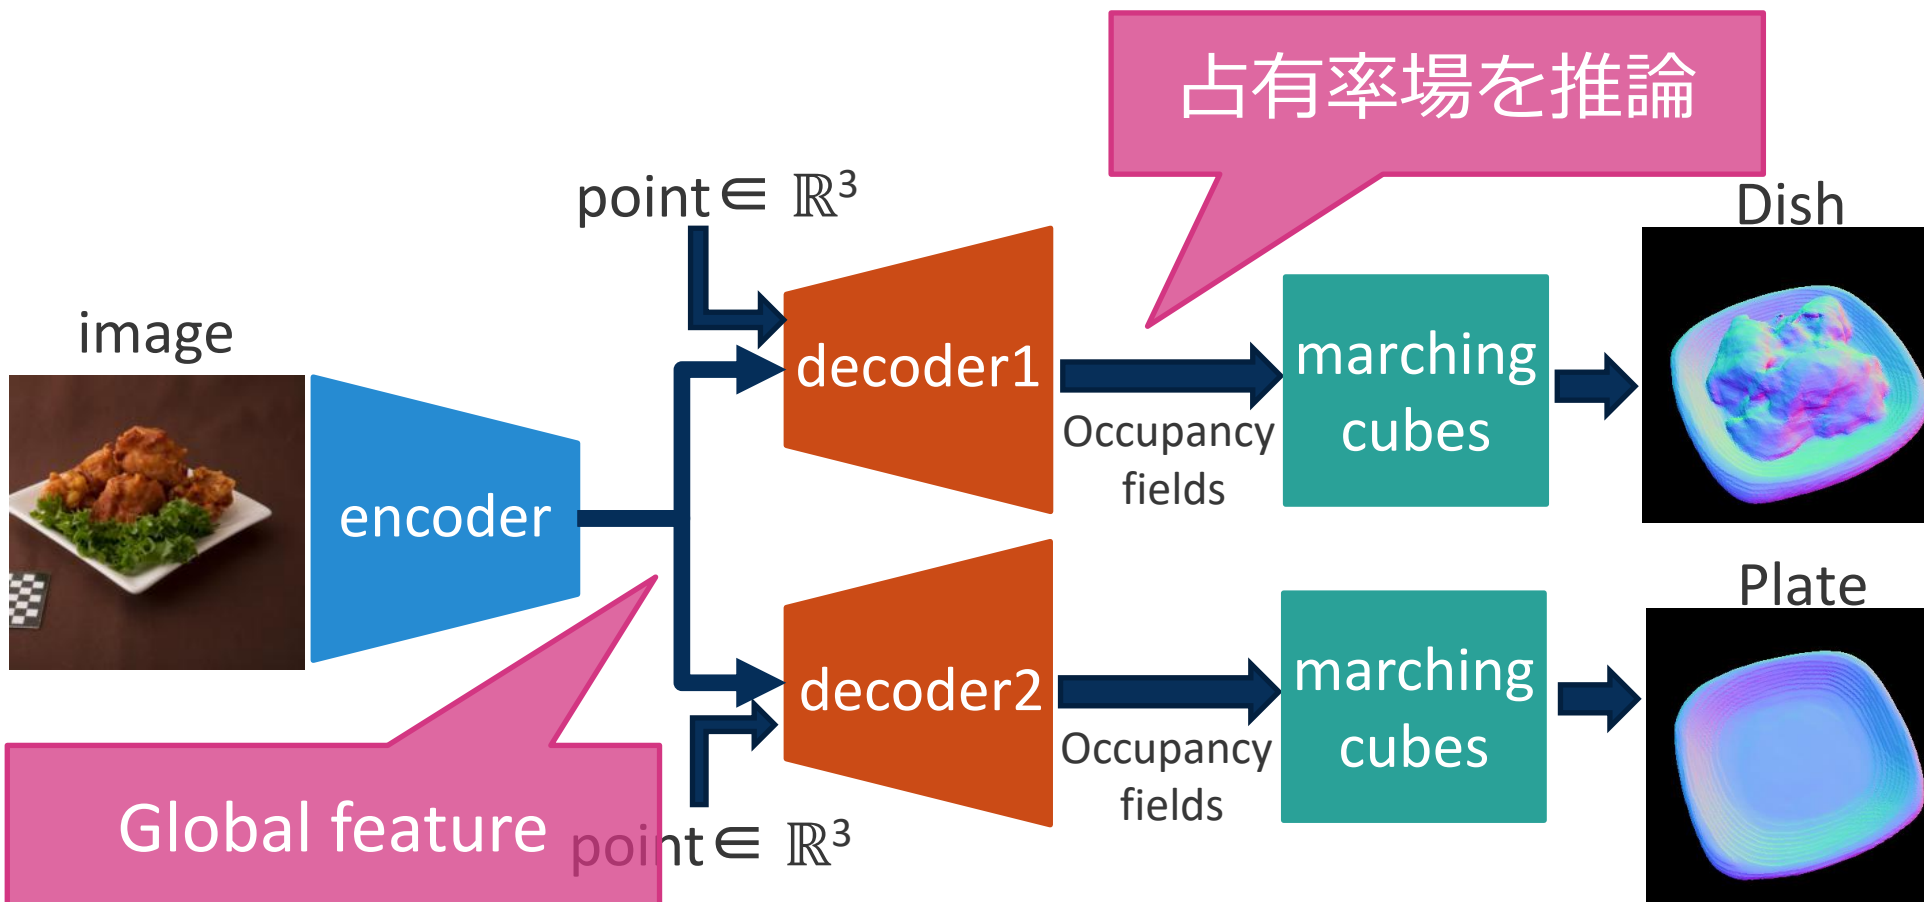 占有率場を推論
point ∈ ℝ³
Dish
image
decoder1
marching
cubes
Occupancy
fields
encoder
Plate
decoder2
marching
cubes
Occupancy
fields
Global feature
point ∈ ℝ³